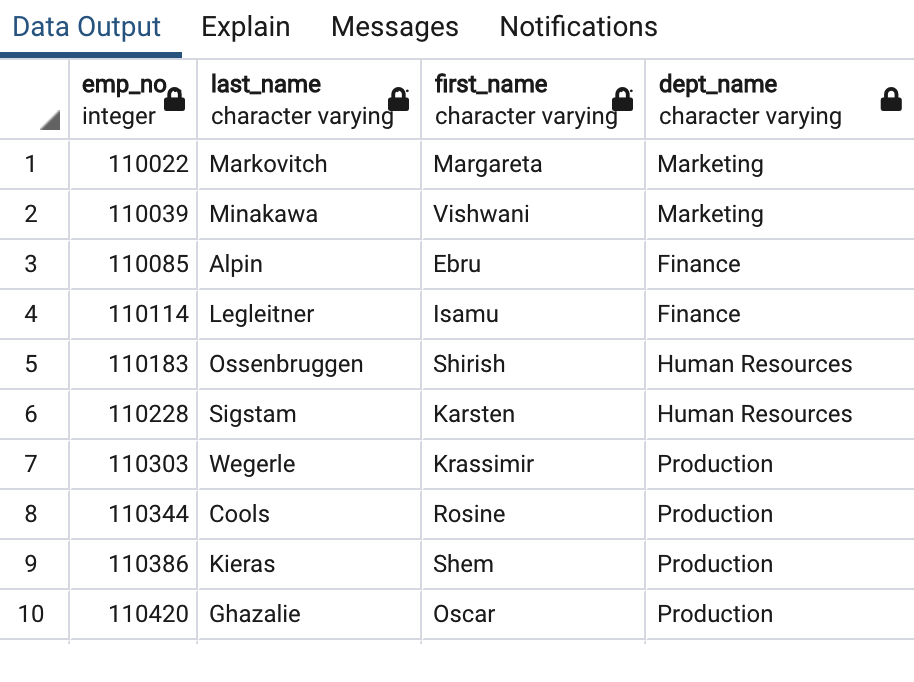 Data Output Explain Messages Notifications
emp_no last_name first_name dept_name
integer character varying character varying character varying
1 110022 Markovitch Margareta Marketing
2 110039 Minakawa Vishwani Marketing
3 110085 Alpin Ebru Finance
4 110114 Legleitner Isamu Finance
5 110183 Ossenbruggen Shirish Human Resources
6 110228 Sigstam Karsten Human Resources
7 110303 Wegerle Krassimir Production
8 110344 Cools Rosine Production
9 110386 Kieras Shem Production
10 110420 Ghazalie Oscar Production